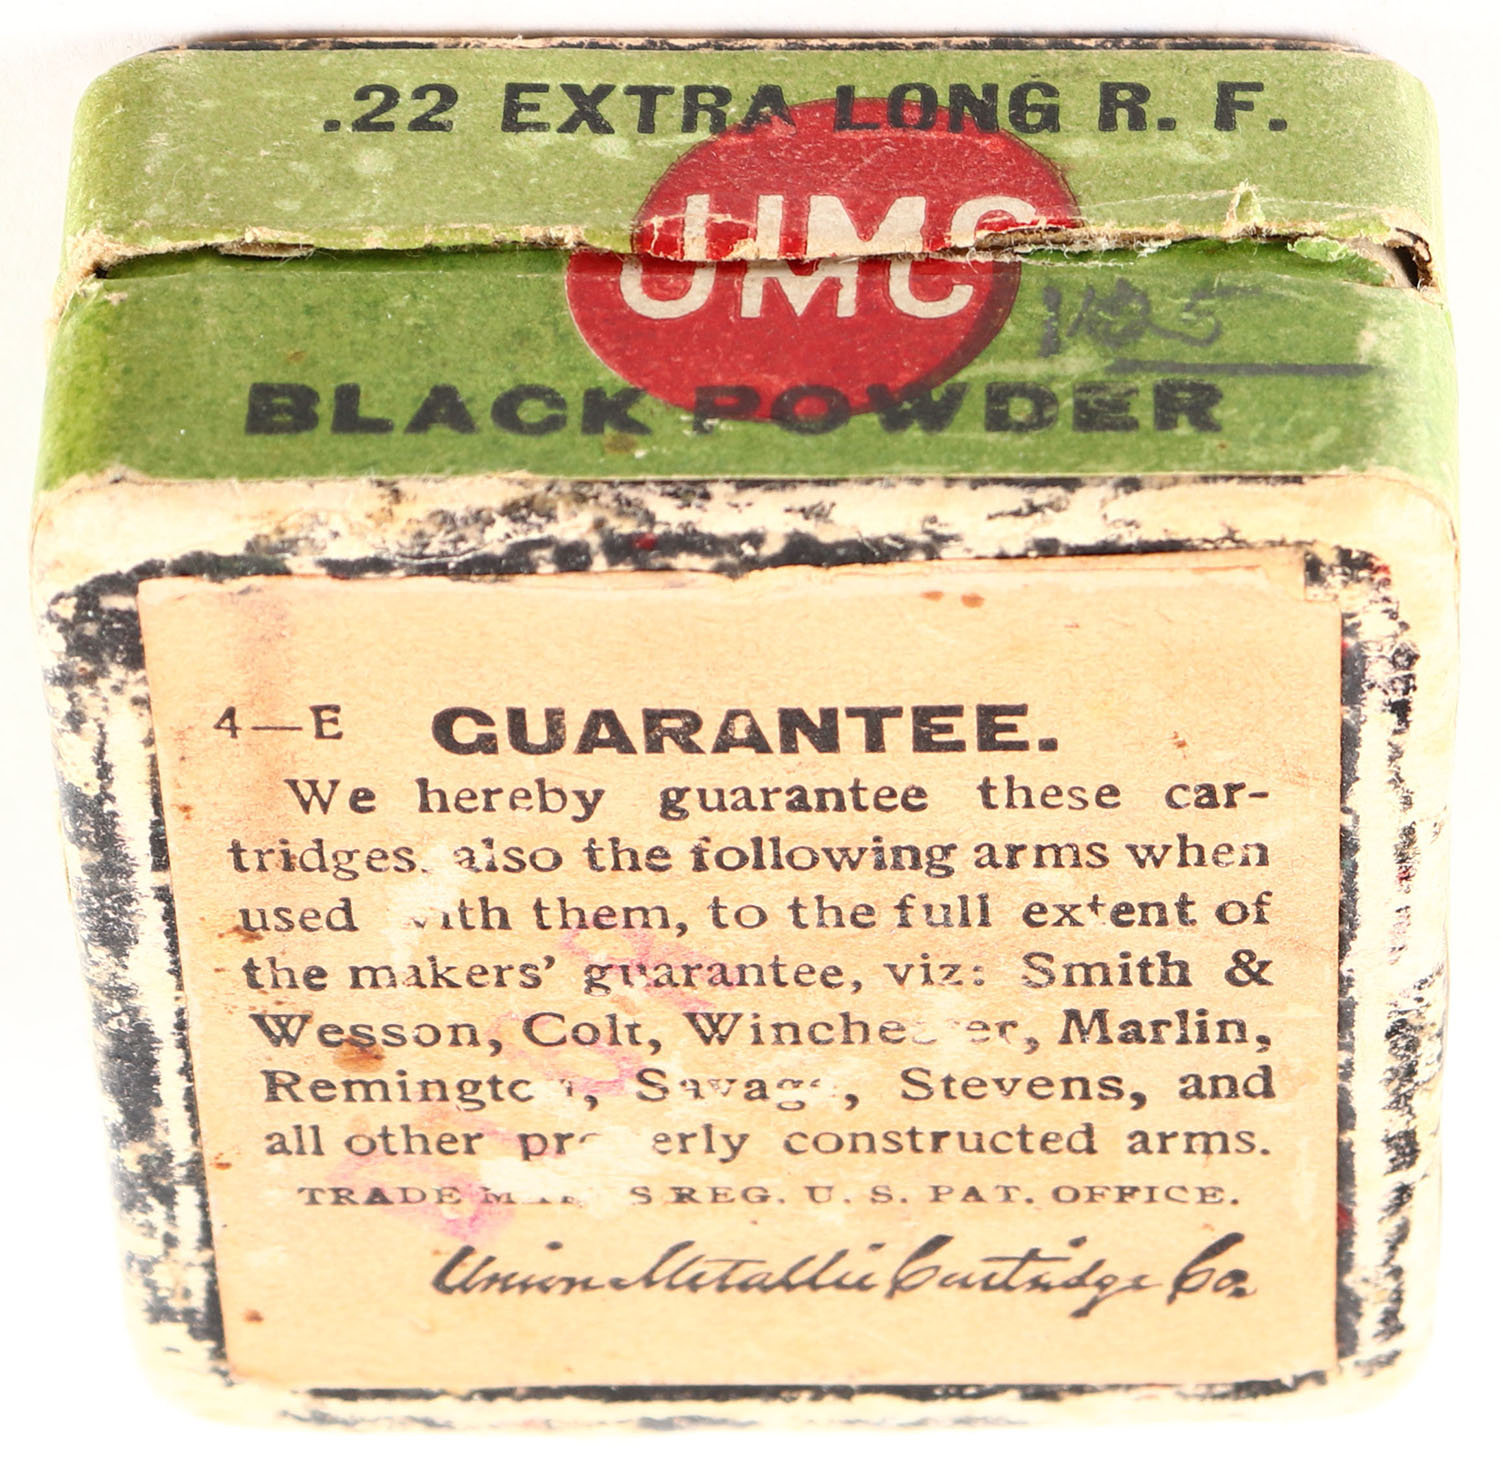 .22 EXTRA LONG R. F.
UMC
BLACK POWDER
4—E GUARANTEE.
We hereby guarantee these car-
tridges, also the following arms when
used with them, to the full extent of
the makers' guarantee, viz: Smith &
Wesson, Colt, Winchester, Marlin,
Remington, Savage, Stevens, and
all other properly constructed arms.
TRADE MARKS REG. U. S. PAT. OFFICE.
Union Metallic Cartridge Co.